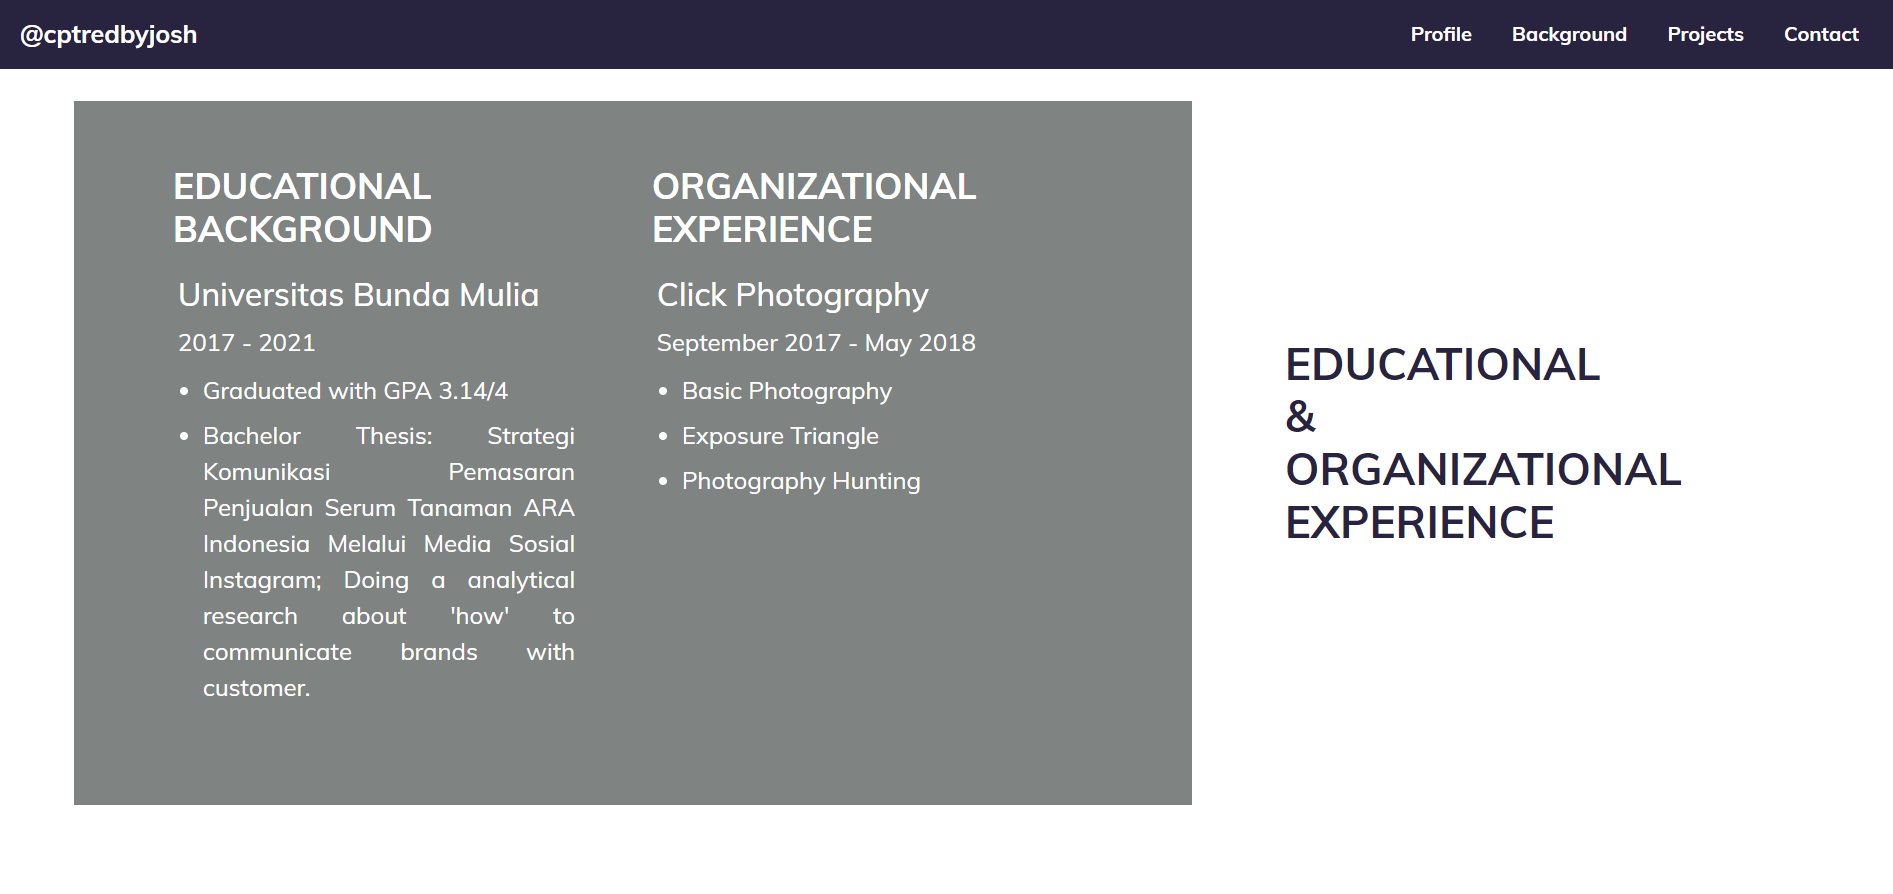 @cptredbyjosh
Profile Background Projects Contact
EDUCATIONAL
BACKGROUND
Universitas Bunda Mulia
2017 - 2021
• Graduated with GPA 3.14/4
• Bachelor Thesis: Strategi
Komunikasi Pemasaran
Penjualan Serum Tanaman ARA
Indonesia Melalui Media Sosial
Instagram; Doing a analytical
research about 'how' to
communicate brands with
customer.
ORGANIZATIONAL
EXPERIENCE
Click Photography
September 2017 - May 2018
• Basic Photography
• Exposure Triangle
• Photography Hunting
EDUCATIONAL
&
ORGANIZATIONAL
EXPERIENCE